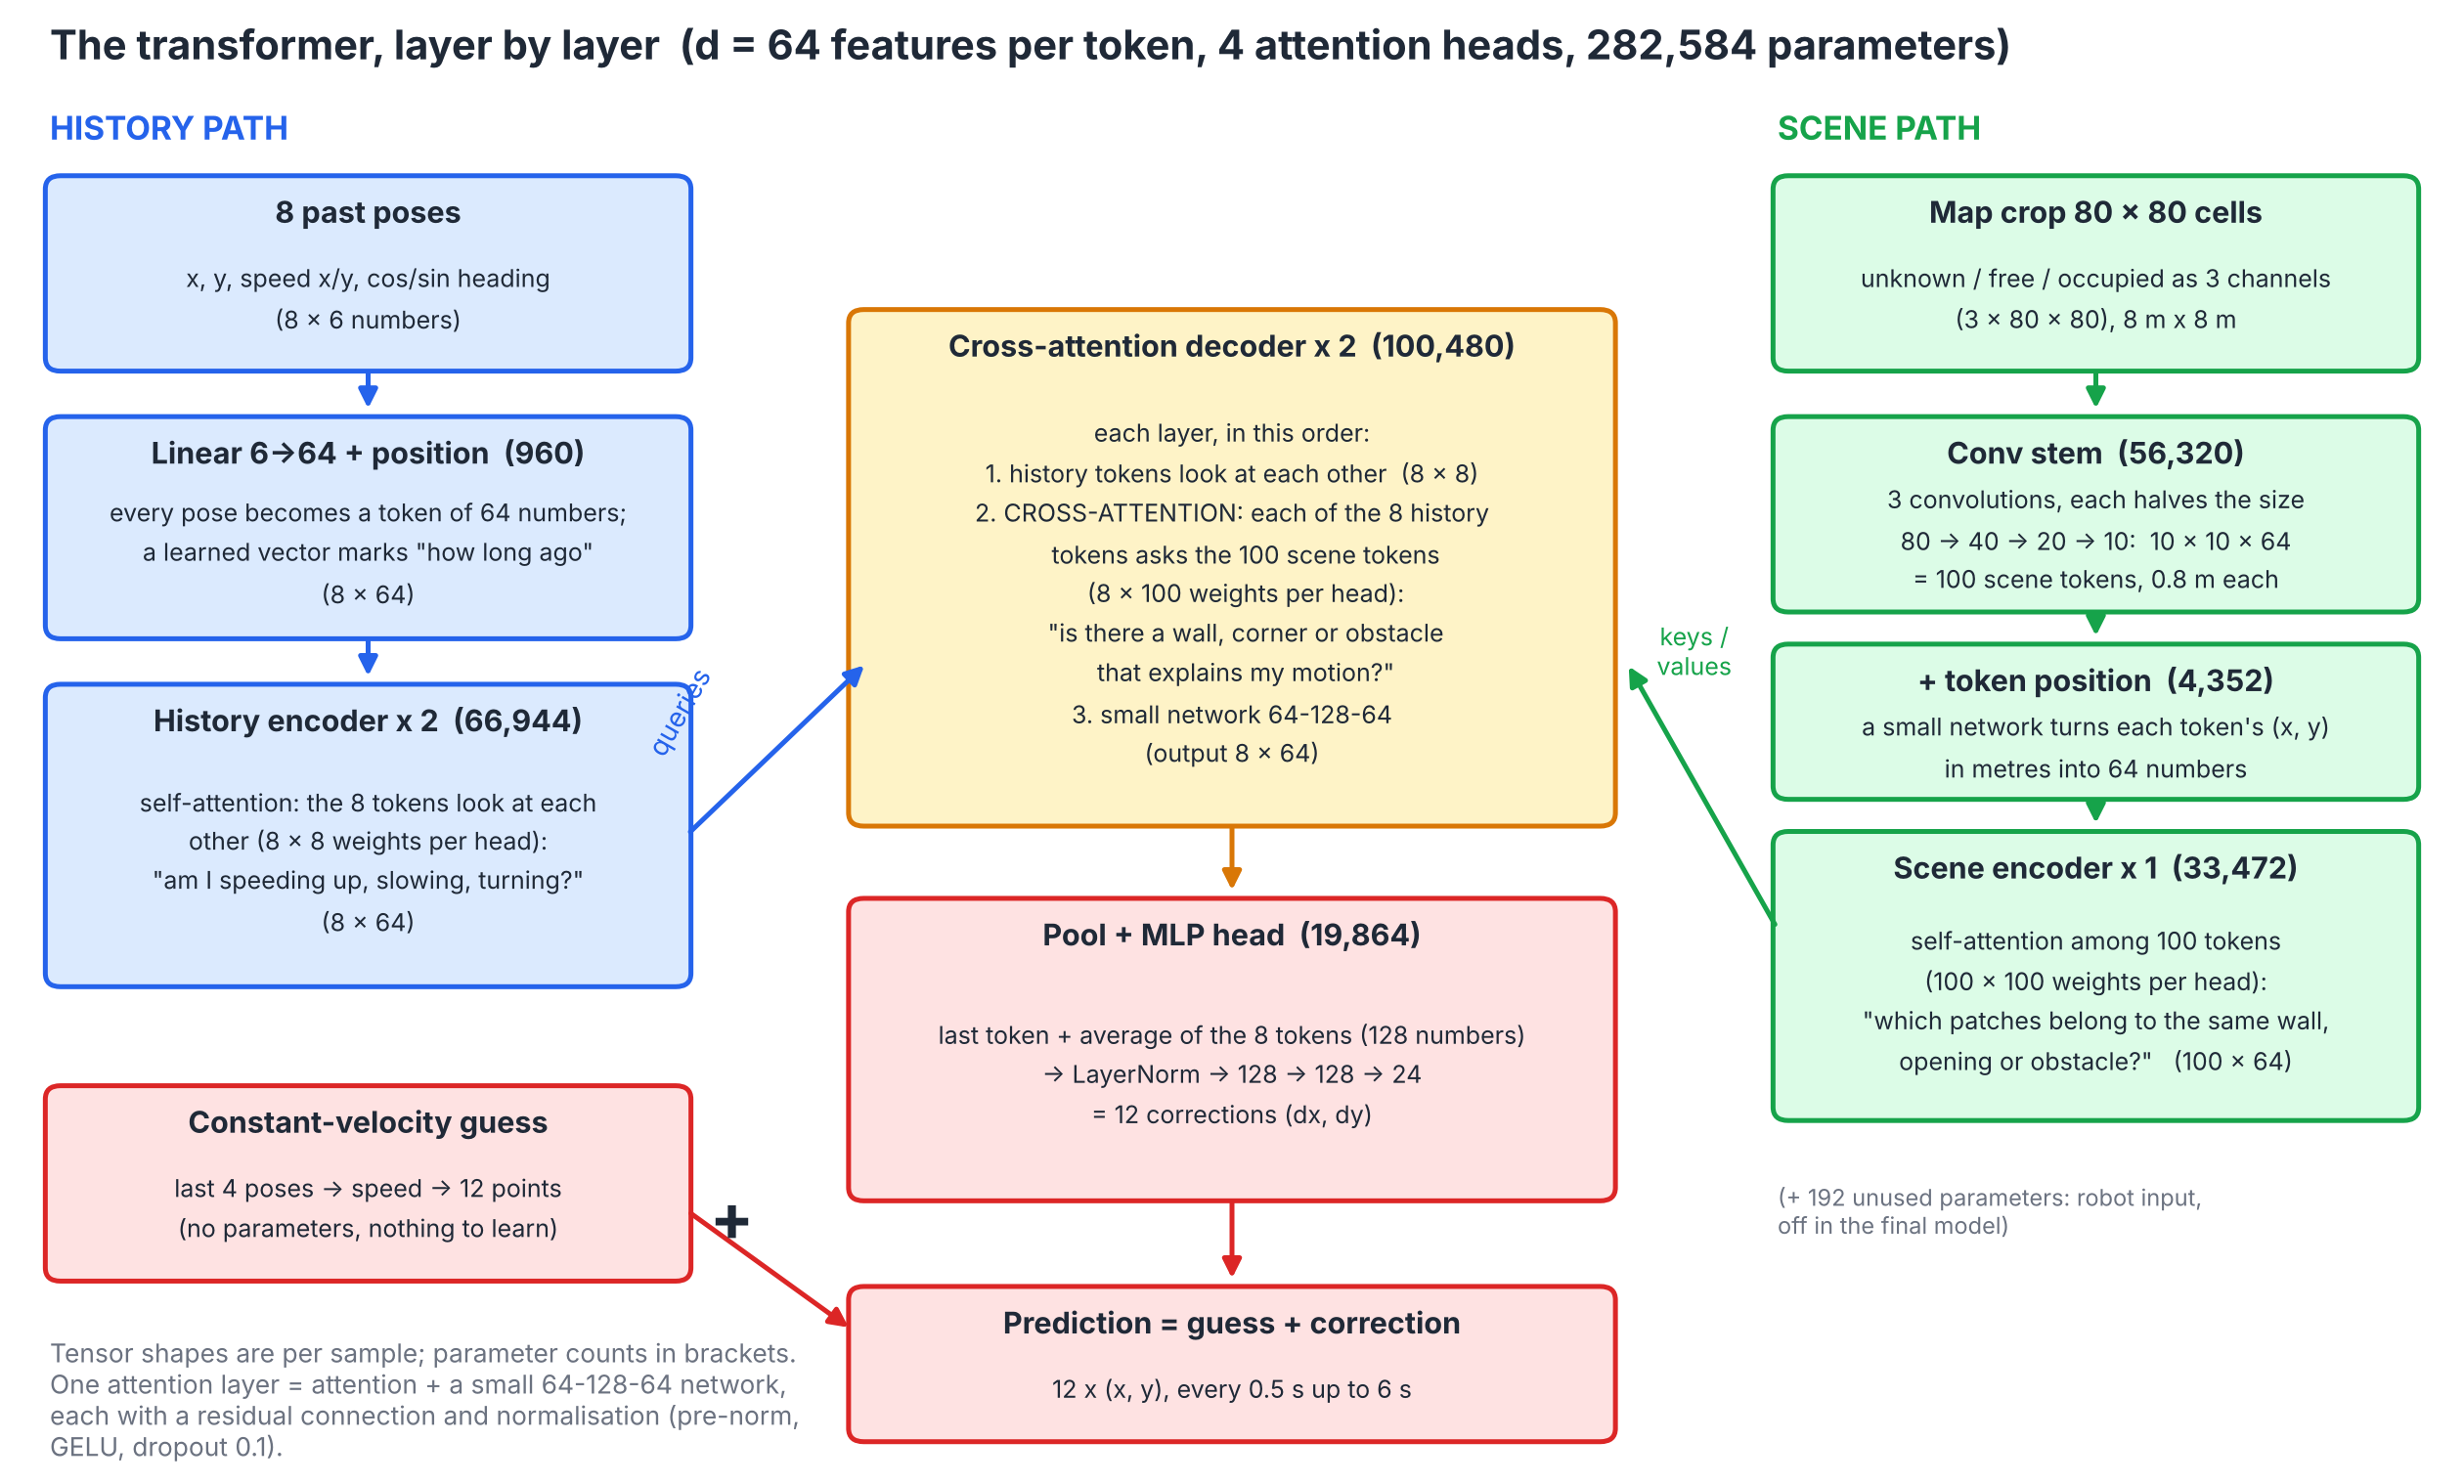 The transformer, layer by layer  (d = 64 features per token, 4 attention heads, 282,584 parameters)
HISTORY PATH
8 past poses
x, y, speed x/y, cos/sin heading
(8 × 6 numbers)
Linear 6→64 + position  (960)
every pose becomes a token of 64 numbers;
a learned vector marks "how long ago"
(8 × 64)
History encoder x 2  (66,944)
self-attention: the 8 tokens look at each
other (8 × 8 weights per head):
"am I speeding up, slowing, turning?"
(8 × 64)
queries
Constant-velocity guess
last 4 poses → speed → 12 points
(no parameters, nothing to learn)
+
Tensor shapes are per sample; parameter counts in brackets.
One attention layer = attention + a small 64-128-64 network,
each with a residual connection and normalisation (pre-norm,
GELU, dropout 0.1).
Cross-attention decoder x 2  (100,480)
each layer, in this order:
1. history tokens look at each other  (8 × 8)
2. CROSS-ATTENTION: each of the 8 history
tokens asks the 100 scene tokens
(8 × 100 weights per head):
"is there a wall, corner or obstacle
that explains my motion?"
3. small network 64-128-64
(output 8 × 64)
Pool + MLP head  (19,864)
last token + average of the 8 tokens (128 numbers)
→ LayerNorm → 128 → 128 → 24
= 12 corrections (dx, dy)
Prediction = guess + correction
12 x (x, y), every 0.5 s up to 6 s
SCENE PATH
Map crop 80 × 80 cells
unknown / free / occupied as 3 channels
(3 × 80 × 80), 8 m x 8 m
Conv stem  (56,320)
3 convolutions, each halves the size
80 → 40 → 20 → 10:  10 × 10 × 64
= 100 scene tokens, 0.8 m each
keys /
values
+ token position  (4,352)
a small network turns each token's (x, y)
in metres into 64 numbers
Scene encoder x 1  (33,472)
self-attention among 100 tokens
(100 × 100 weights per head):
"which patches belong to the same wall,
opening or obstacle?"   (100 × 64)
(+ 192 unused parameters: robot input,
off in the final model)